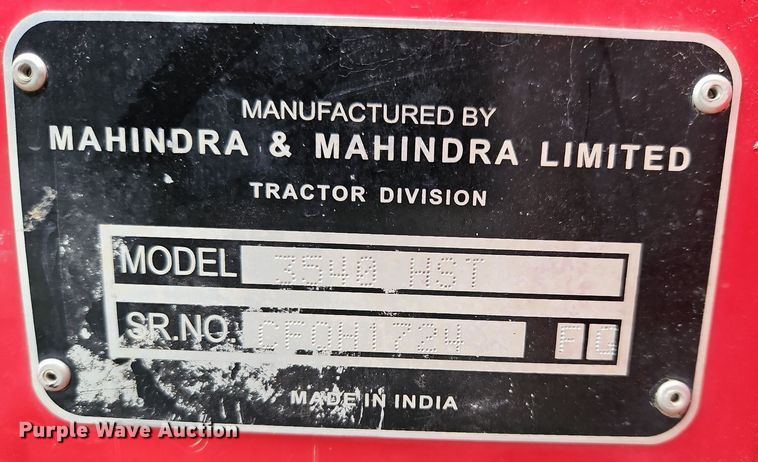 MANUFACTURED BY
MAHINDRA & MAHINDRA LIMITED
TRACTOR DIVISION
MODEL 3540 HST
SR.NO. CFOH1724 FG
MADE IN INDIA
Purple Wave Auction